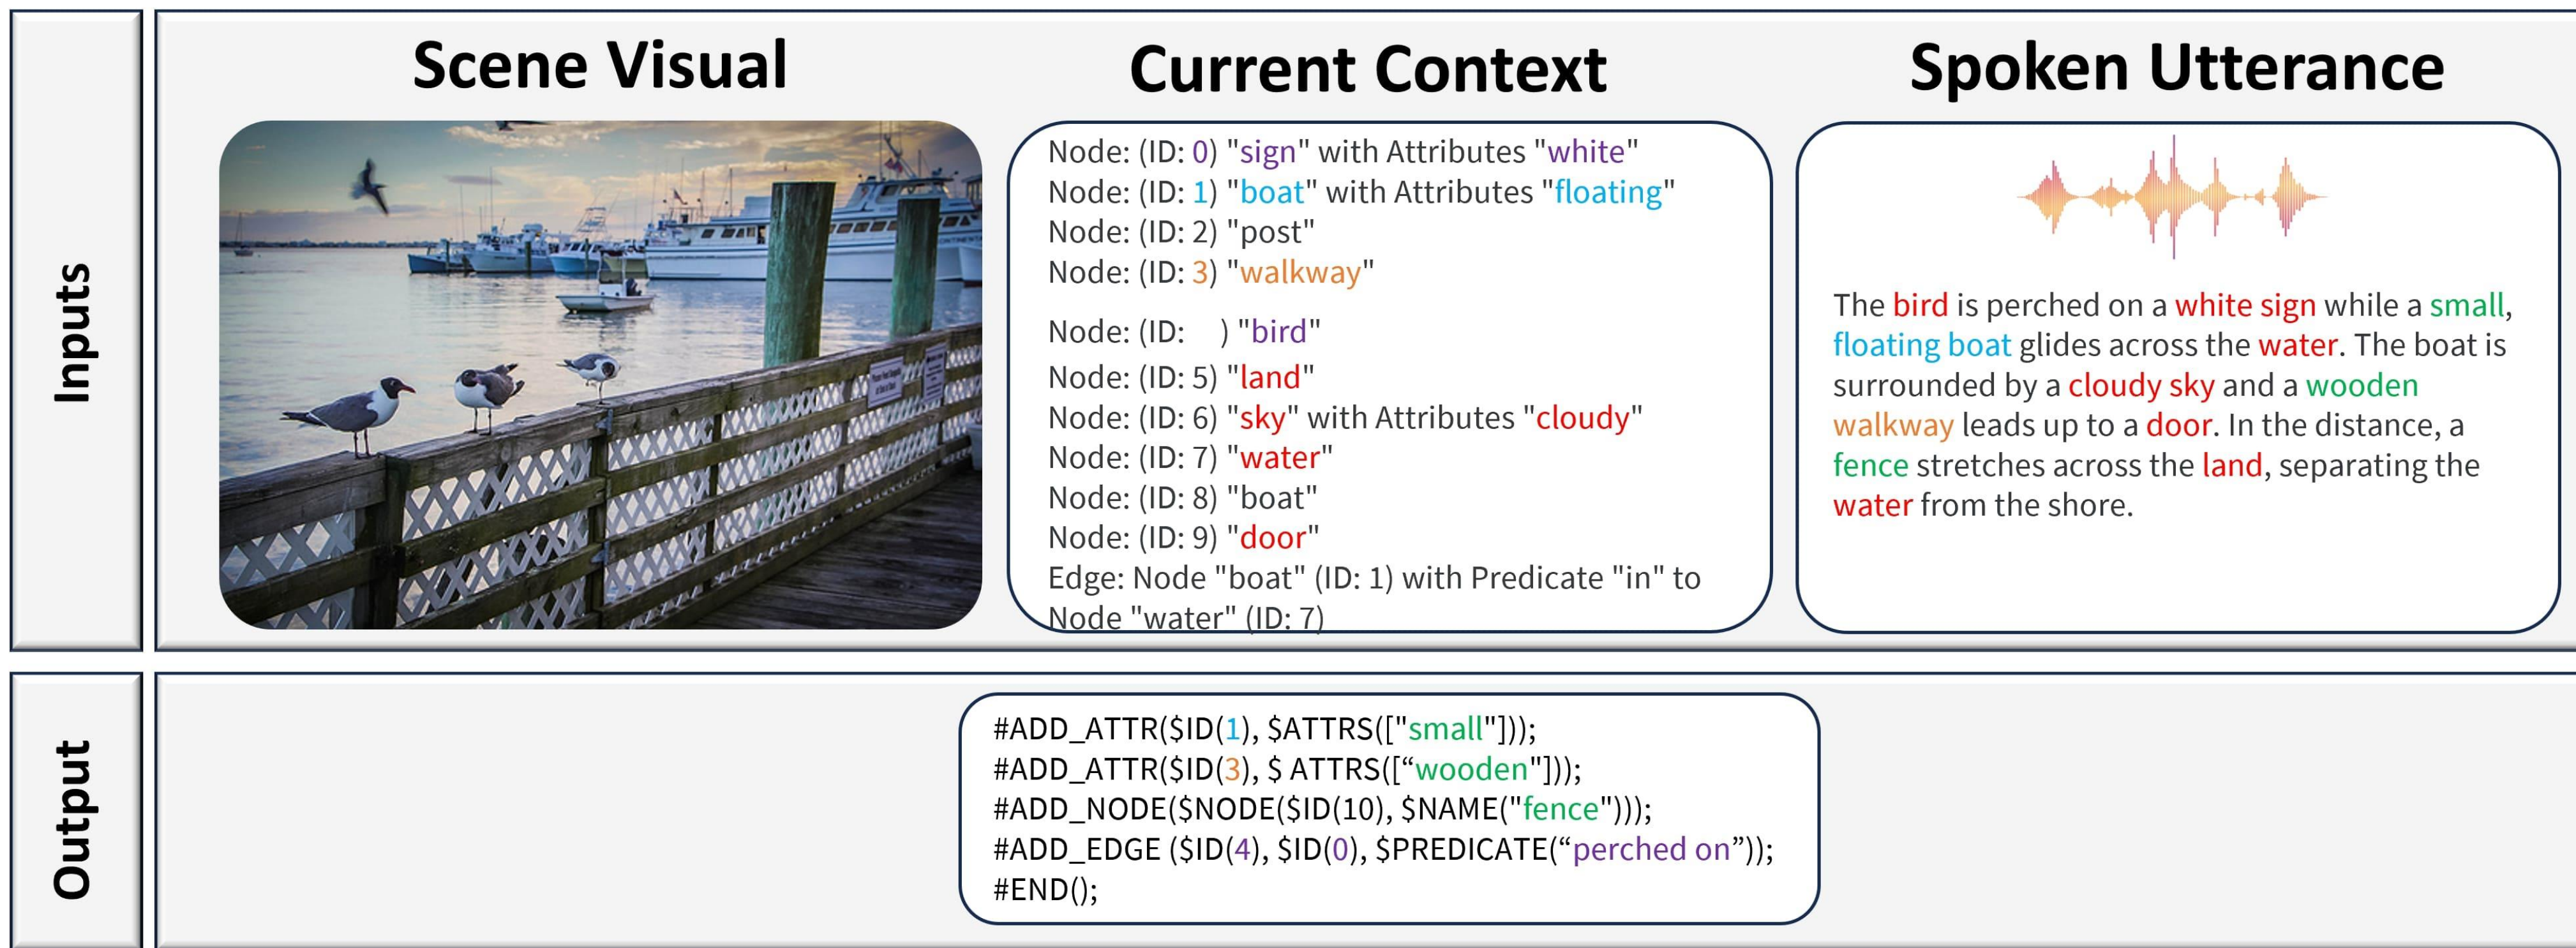 Scene Visual
Current Context
Spoken Utterance
Inputs
Node: (ID: 0) "sign" with Attributes "white"
Node: (ID: 1) "boat" with Attributes "floating"
Node: (ID: 2) "post"
Node: (ID: 3) "walkway"
Node: (ID:    ) "bird"
Node: (ID: 5) "land"
Node: (ID: 6) "sky" with Attributes "cloudy"
Node: (ID: 7) "water"
Node: (ID: 8) "boat"
Node: (ID: 9) "door"
Edge: Node "boat" (ID: 1) with Predicate "in" to
Node "water" (ID: 7)
The bird is perched on a white sign while a small,
floating boat glides across the water. The boat is
surrounded by a cloudy sky and a wooden
walkway leads up to a door. In the distance, a
fence stretches across the land, separating the
water from the shore.
Output
#ADD_ATTR($ID(1), $ATTRS(["small"]));
#ADD_ATTR($ID(3), $ ATTRS([“wooden"]));
#ADD_NODE($NODE($ID(10), $NAME("fence")));
#ADD_EDGE ($ID(4), $ID(0), $PREDICATE(“perched on”));
#END();